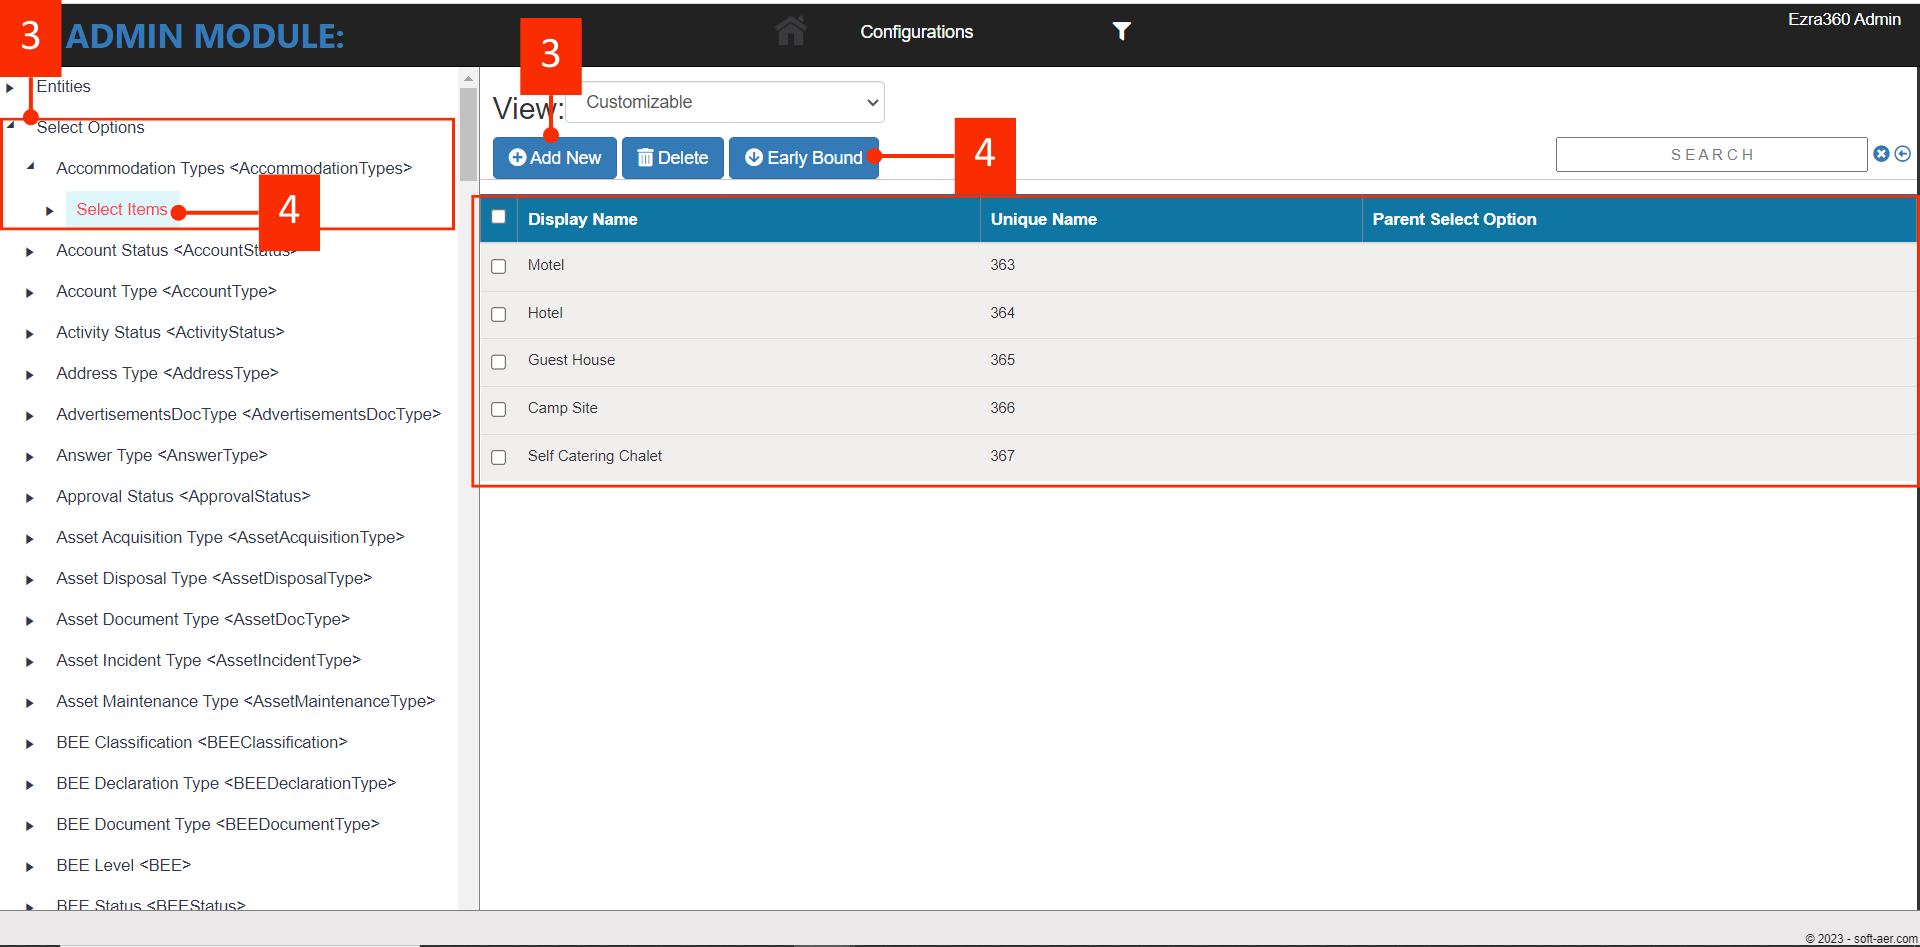 3
ADMIN MODULE:
Configurations
Ezra360 Admin
Entities
Select Options
Accommodation Types <AccommodationTypes>
Select Items
4
Account Status <AccountStatus>
Account Type <AccountType>
Activity Status <ActivityStatus>
Address Type <AddressType>
AdvertisementsDocType <AdvertisementsDocType>
Answer Type <AnswerType>
Approval Status <ApprovalStatus>
Asset Acquisition Type <AssetAcquisitionType>
Asset Disposal Type <AssetDisposalType>
Asset Document Type <AssetDocType>
Asset Incident Type <AssetIncidentType>
Asset Maintenance Type <AssetMaintenanceType>
BEE Classification <BEEClassification>
BEE Declaration Type <BEEDeclarationType>
BEE Document Type <BEEDocumentType>
BEE Level <BEE>
BEE Status <BEEStatus>
3
View: Customizable
Add New Delete Early Bound
4
SEARCH
Display Name Unique Name Parent Select Option
Motel 363
Hotel 364
Guest House 365
Camp Site 366
Self Catering Chalet 367
© 2023 - soft-aer.com